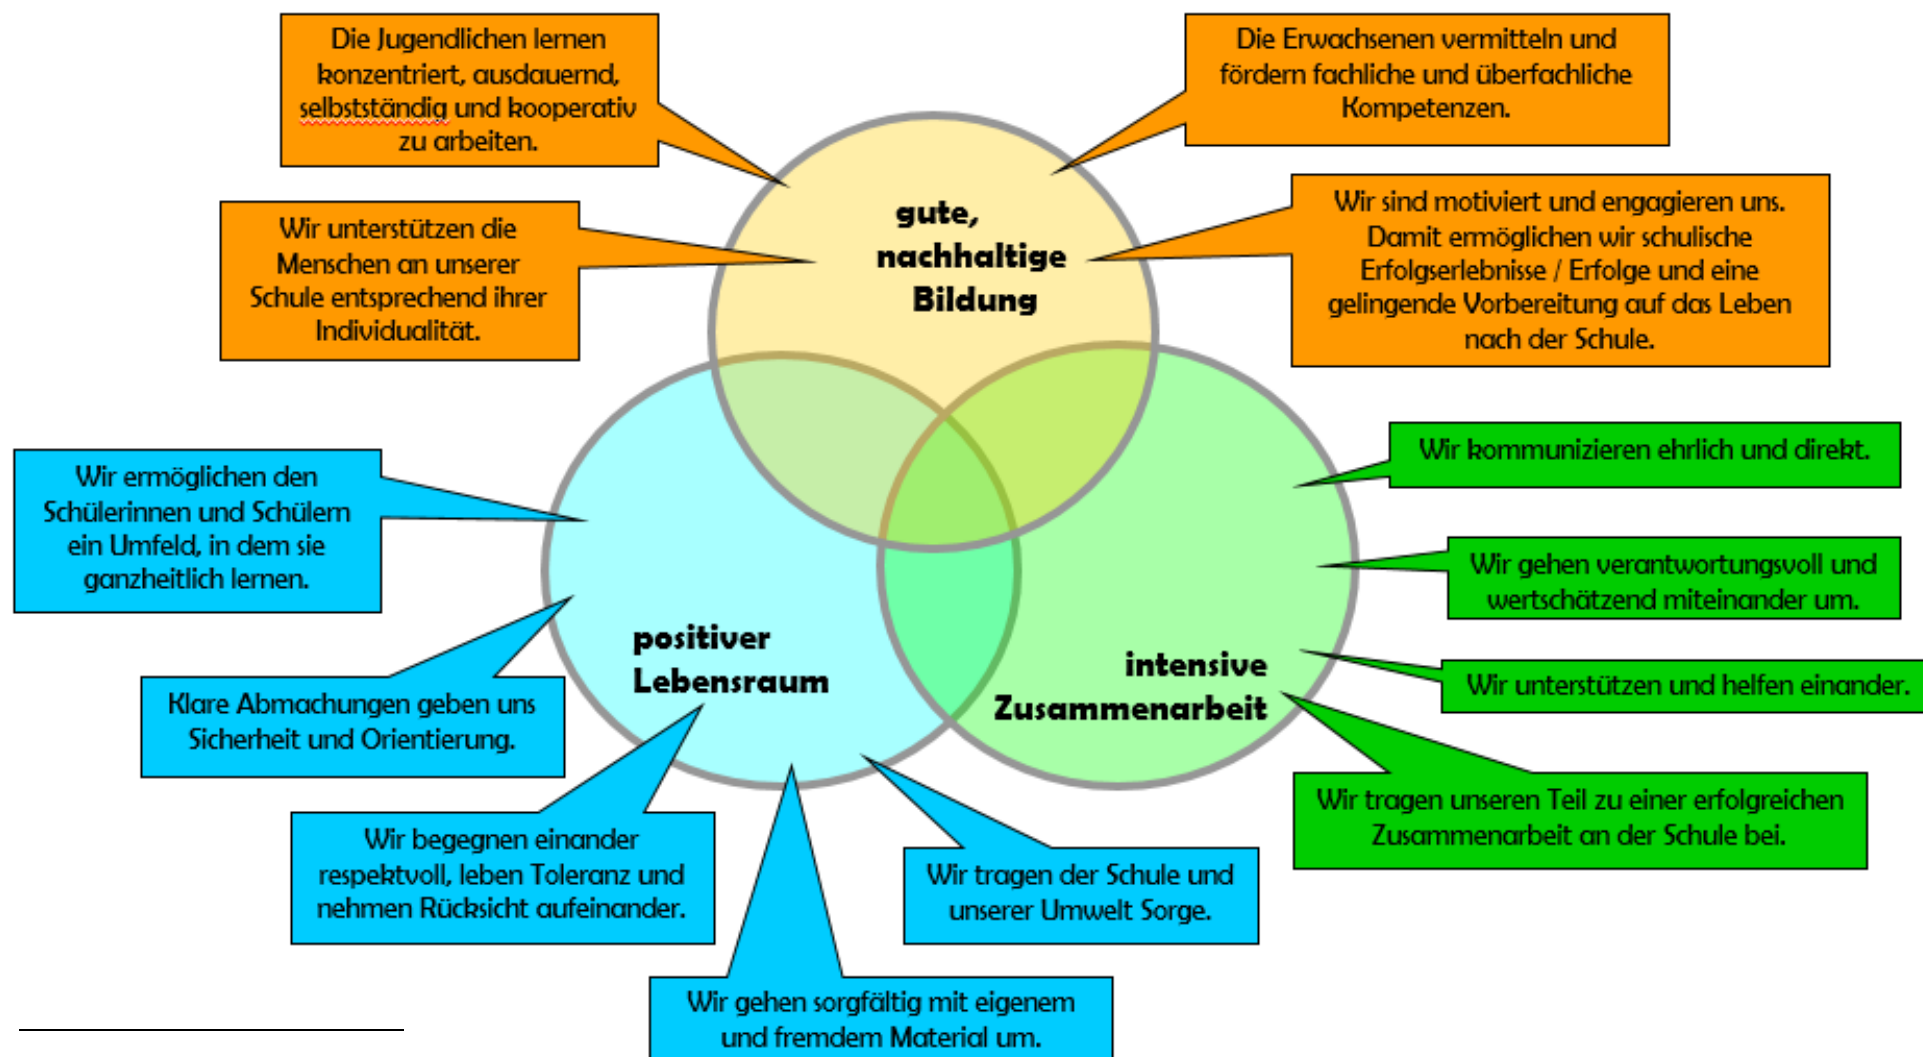 Die Jugendlichen lernen
konzentriert, ausdauernd,
selbstständig und kooperativ
zu arbeiten.
Die Erwachsenen vermitteln und
fördern fachliche und überfachliche
Kompetenzen.
Wir unterstützen die
Menschen an unserer
Schule entsprechend ihrer
Individualität.
gute,
nachhaltige
Bildung
Wir sind motiviert und engagieren uns.
Damit ermöglichen wir schulische
Erfolgserlebnisse / Erfolge und eine
gelingende Vorbereitung auf das Leben
nach der Schule.
Wir ermöglichen den
Schülerinnen und Schülern
ein Umfeld, in dem sie
ganzheitlich lernen.
Wir kommunizieren ehrlich und direkt.
Wir gehen verantwortungsvoll und
wertschätzend miteinander um.
positiver
Lebensraum
intensive
Zusammenarbeit
Wir unterstützen und helfen einander.
Klare Abmachungen geben uns
Sicherheit und Orientierung.
Wir tragen unseren Teil zu einer erfolgreichen
Zusammenarbeit an der Schule bei.
Wir begegnen einander
respektvoll, leben Toleranz und
nehmen Rücksicht aufeinander.
Wir tragen der Schule und
unserer Umwelt Sorge.
Wir gehen sorgfältig mit eigenem
und fremdem Material um.